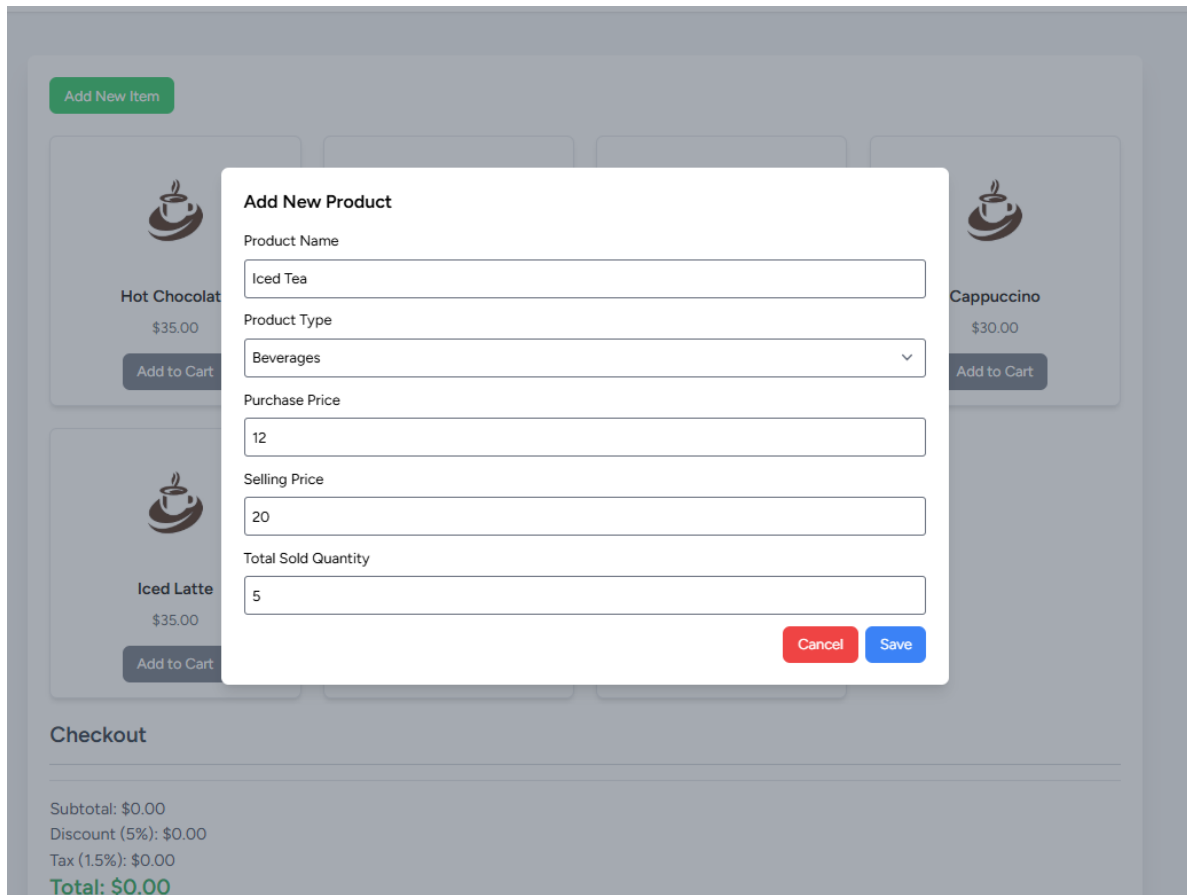 Add New Item
Add New Product
Product Name
Iced Tea
Product Type
Beverages
Purchase Price
12
Selling Price
20
Total Sold Quantity
5
Cancel Save
Hot Chocolat
$35.00
Add to Cart
Cappuccino
$30.00
Add to Cart
Iced Latte
$35.00
Add to Cart
Checkout
Subtotal: $0.00
Discount (5%): $0.00
Tax (1.5%): $0.00
Total: $0.00